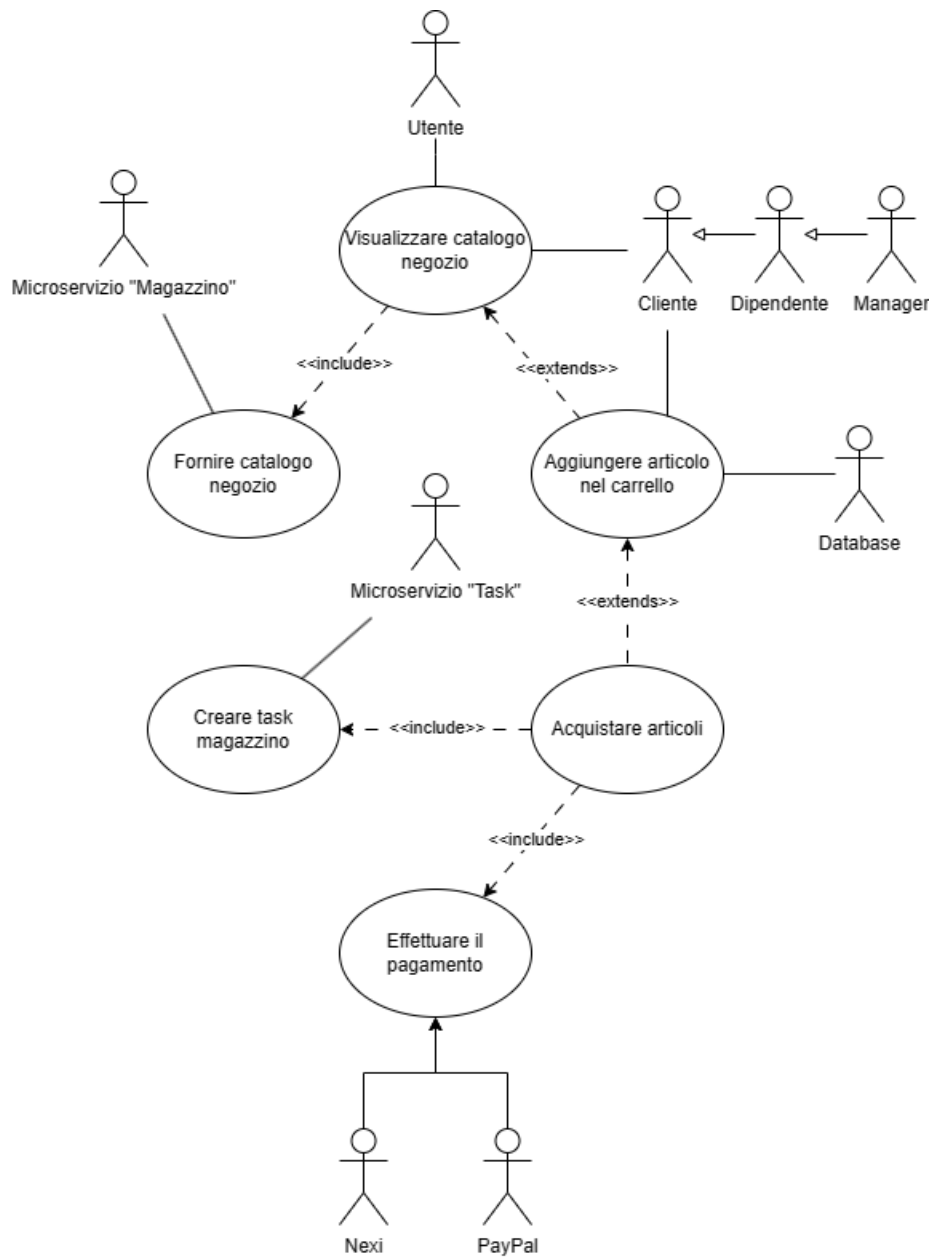 Utente
Visualizzare catalogo
negozio
Microservizio "Magazzino"
Cliente
Dipendente
Manager
<<include>>
<<extends>>
Fornire catalogo
negozio
Aggiungere articolo
nel carrello
Database
Microservizio "Task"
<<extends>>
Creare task
magazzino
<<include>>
Acquistare articoli
<<include>>
Effettuare il
pagamento
Nexi
PayPal